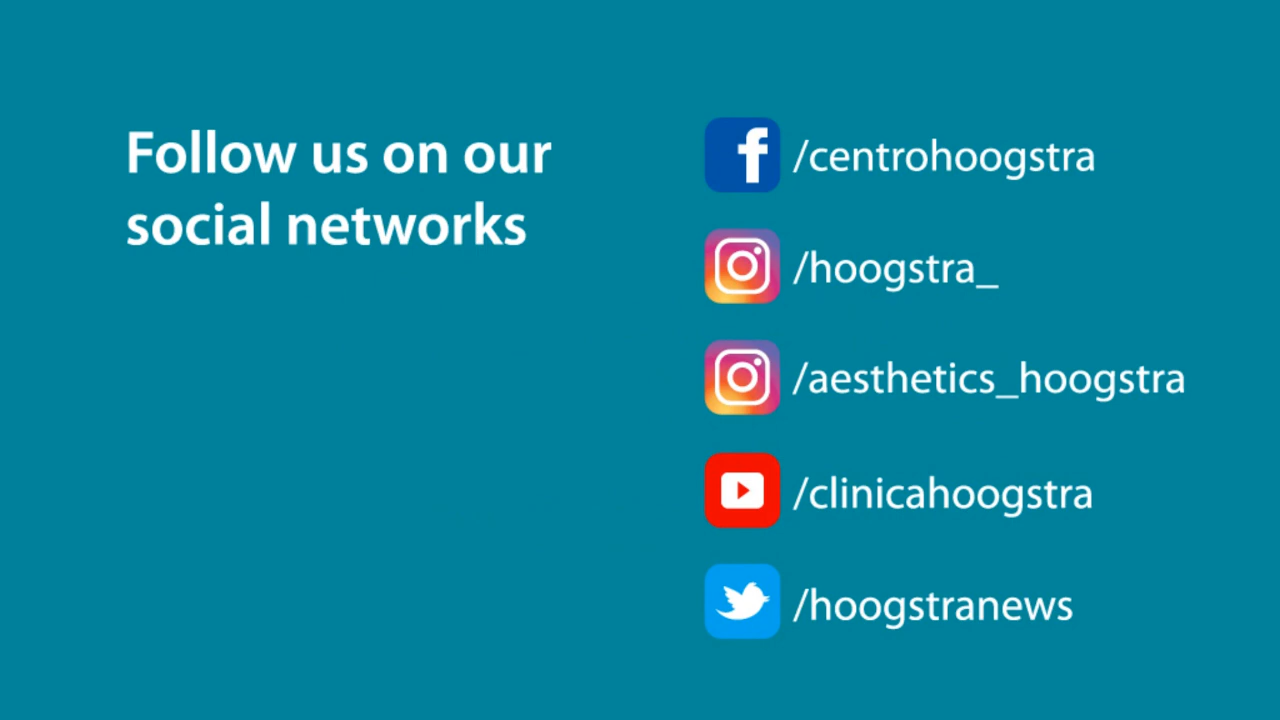 Follow us on our
social networks
/centrohoogstra
/hoogstra_
/aesthetics_hoogstra
/clinicahoogstra
/hoogstranews